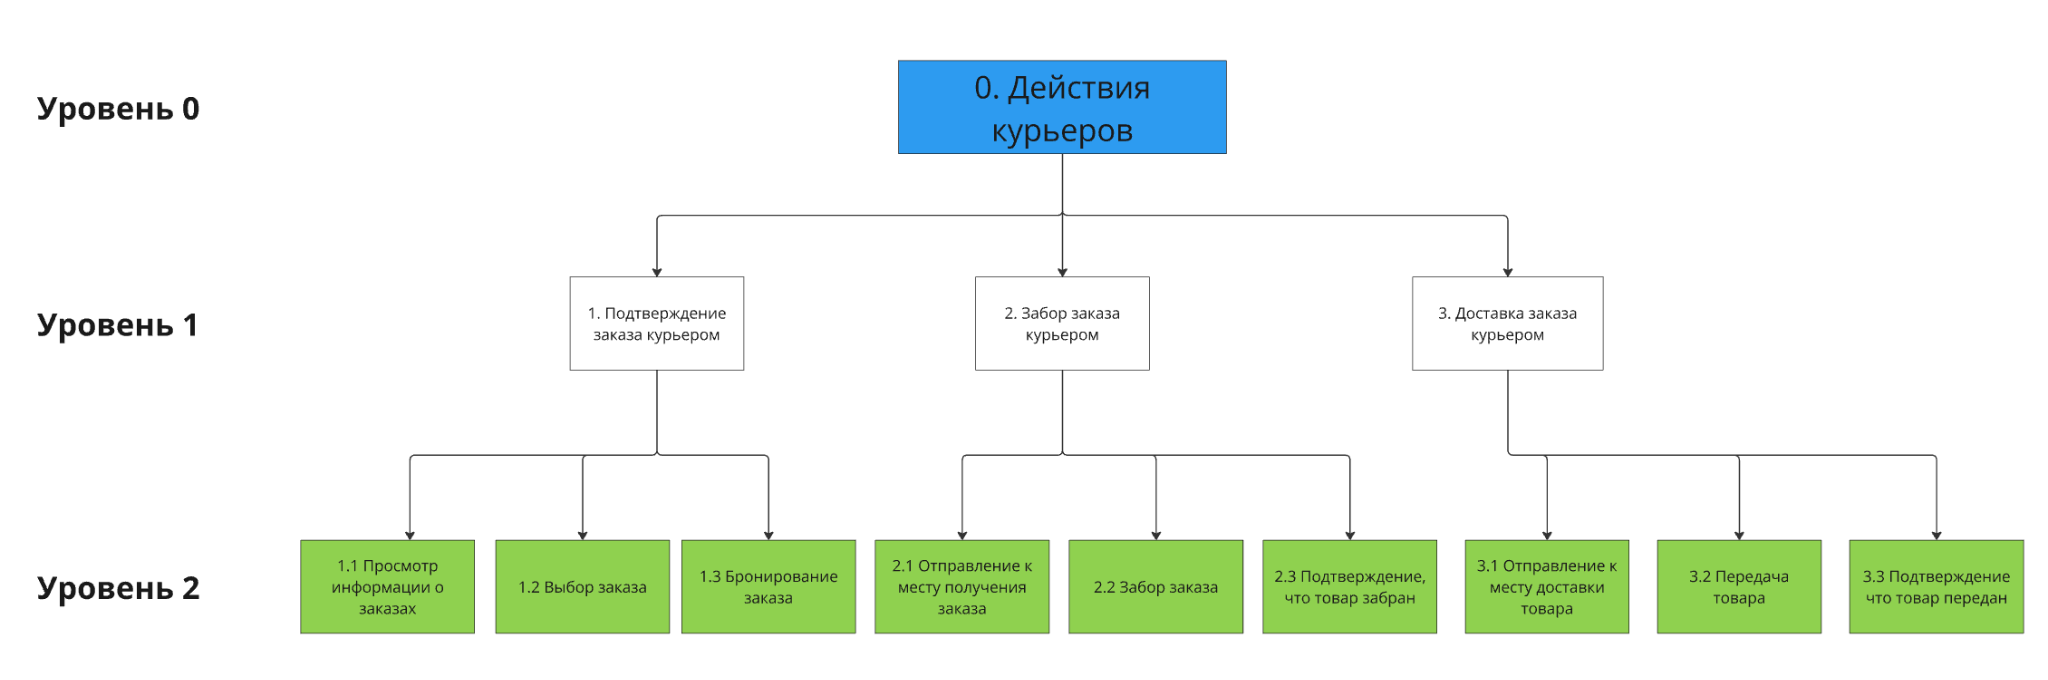 Уровень 0
0. Действия
курьеров
Уровень 1
1. Подтверждение
заказа курьером
2. Забор заказа
курьером
3. Доставка заказа
курьером
Уровень 2
1.1 Просмотр
информации о
заказах
1.2 Выбор заказа
1.3 Бронирование
заказа
2.1 Отправление к
месту получения
заказа
2.2 Забор заказа
2.3 Подтверждение,
что товар забран
3.1 Отправление к
месту доставки
товара
3.2 Передача
товара
3.3 Подтверждение
что товар передан